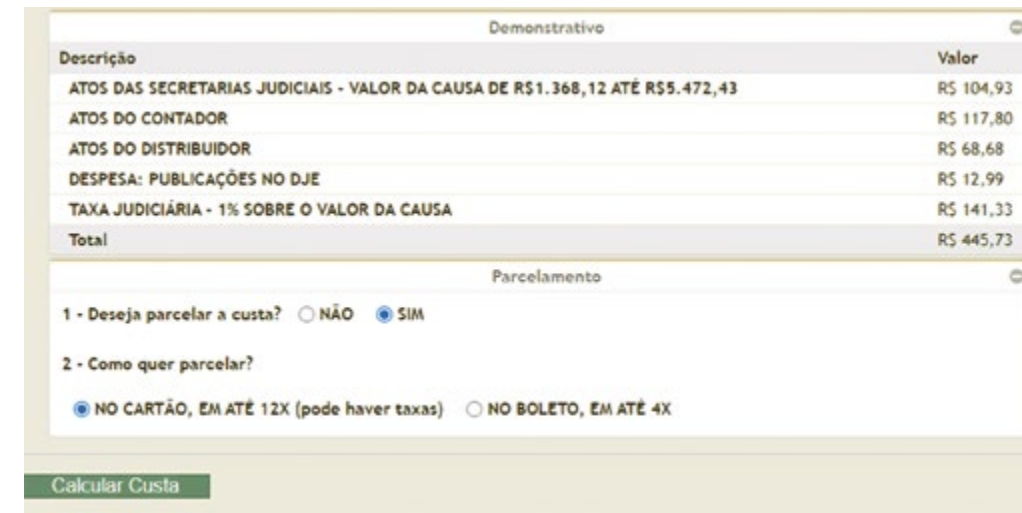 Demonstrativo
Descrição Valor
ATOS DAS SECRETARIAS JUDICIAIS - VALOR DA CAUSA DE R$1.368,12 ATÉ R$5.472,43 R$ 104,93
ATOS DO CONTADOR R$ 117,80
ATOS DO DISTRIBUIDOR R$ 68,68
DESPESA: PUBLICAÇÕES NO DJE R$ 12,99
TAXA JUDICIÁRIA - 1% SOBRE O VALOR DA CAUSA R$ 141,33
Total R$ 445,73
Parcelamento
1 - Deseja parcelar a custa? NÃO SIM
2 - Como quer parcelar?
NO CARTÃO, EM ATÉ 12X (pode haver taxas) NO BOLETO, EM ATÉ 4X
Calcular Custa